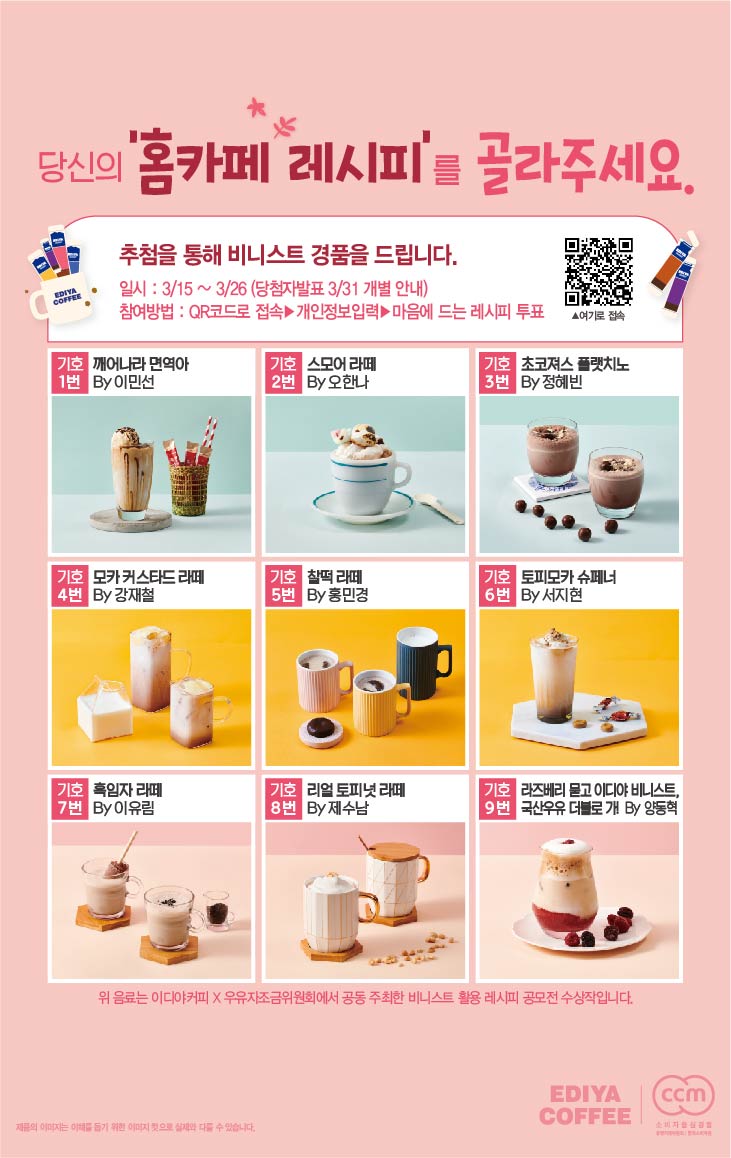 당신의 '홈카페 레시피'를 골라주세요.
추첨을 통해 비니스트 경품을 드립니다.
일시 : 3/15 ~ 3/26 (당첨자발표 3/31 개별 안내)
참여방법 : QR코드로 접속▶개인정보입력▶마음에 드는 레시피 투표
▲여기로 접속
EDIYA
COFFEE
기호 1번 깨어나라 면역아
By 이민선
기호 2번 스모어 라떼
By 오한나
기호 3번 초코져스 플랫치노
By 정혜빈
기호 4번 모카 커스타드 라떼
By 강재철
기호 5번 찰떡 라떼
By 홍민경
기호 6번 토피모카 슈페너
By 서지현
기호 7번 흑임자 라떼
By 이유림
기호 8번 리얼 토피넛 라떼
By 제수남
기호 9번 라즈베리 묻고 이디야 비니스트,
국산우유 더블로 개! By 양동혁
위 음료는 이디야커피 X 우유자조금위원회에서 공동 주최한 비니스트 활용 레시피 공모전 수상작입니다.
EDIYA
COFFEE
ccm
소비자중심경영
공정거래위원회 | 한국소비자원
제품의 이미지는 이해를 돕기 위한 이미지 컷으로 실제와 다를 수 있습니다.